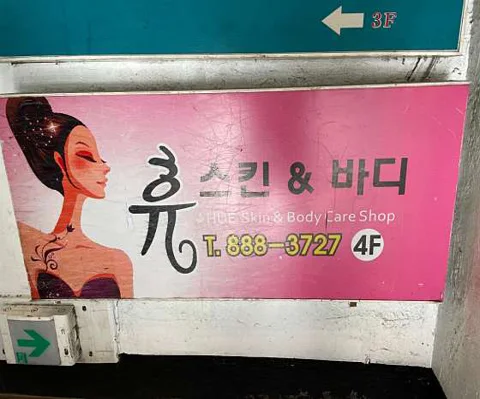 3F
휴 스킨 & 바디
HUE Skin & Body Care Shop
T. 888-3727 4F